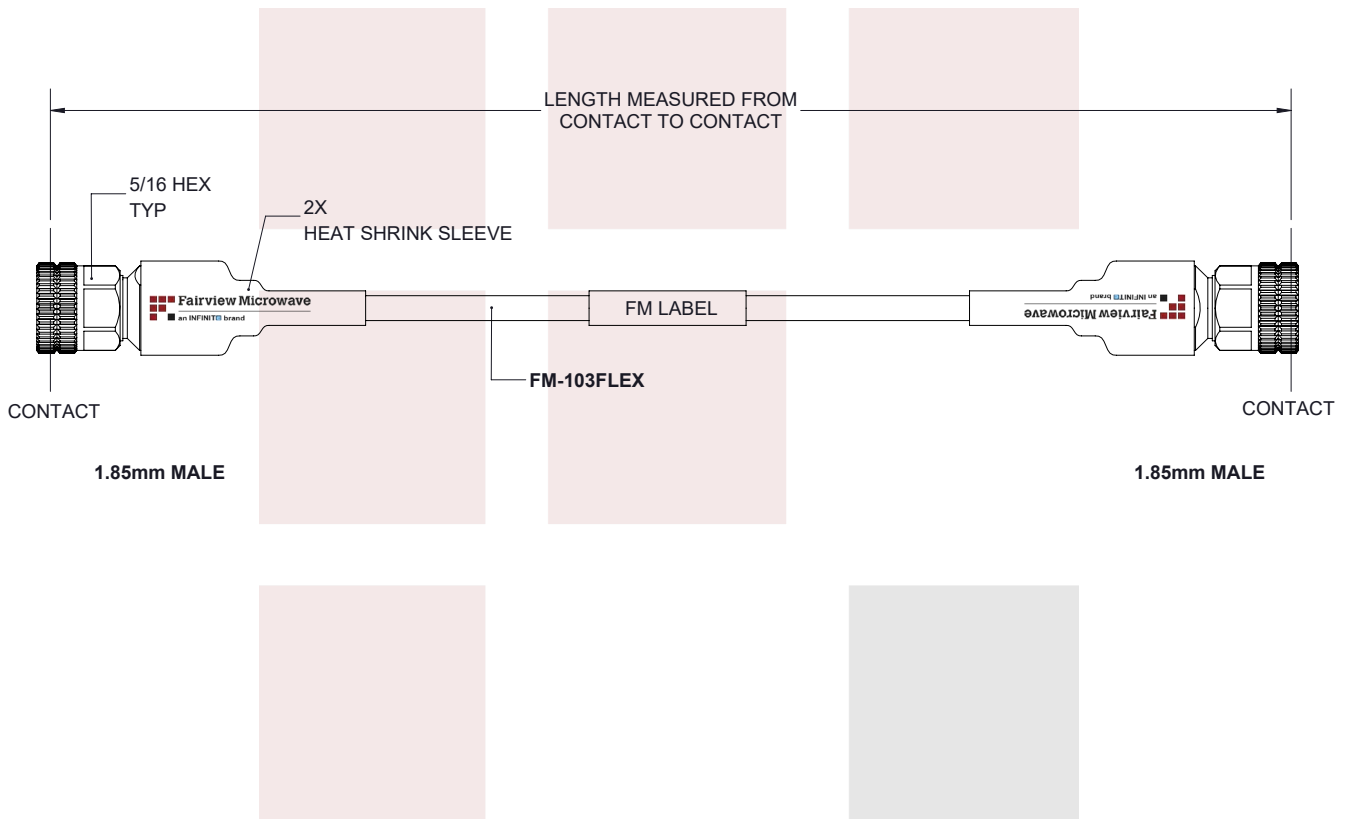 LENGTH MEASURED FROM
CONTACT TO CONTACT
5/16 HEX
TYP
2X
HEAT SHRINK SLEEVE
Fairview Microwave
an INFINITE brand
FM LABEL
Fairview Microwave
an INFINITE brand
FM-103FLEX
CONTACT
CONTACT
1.85mm MALE
1.85mm MALE